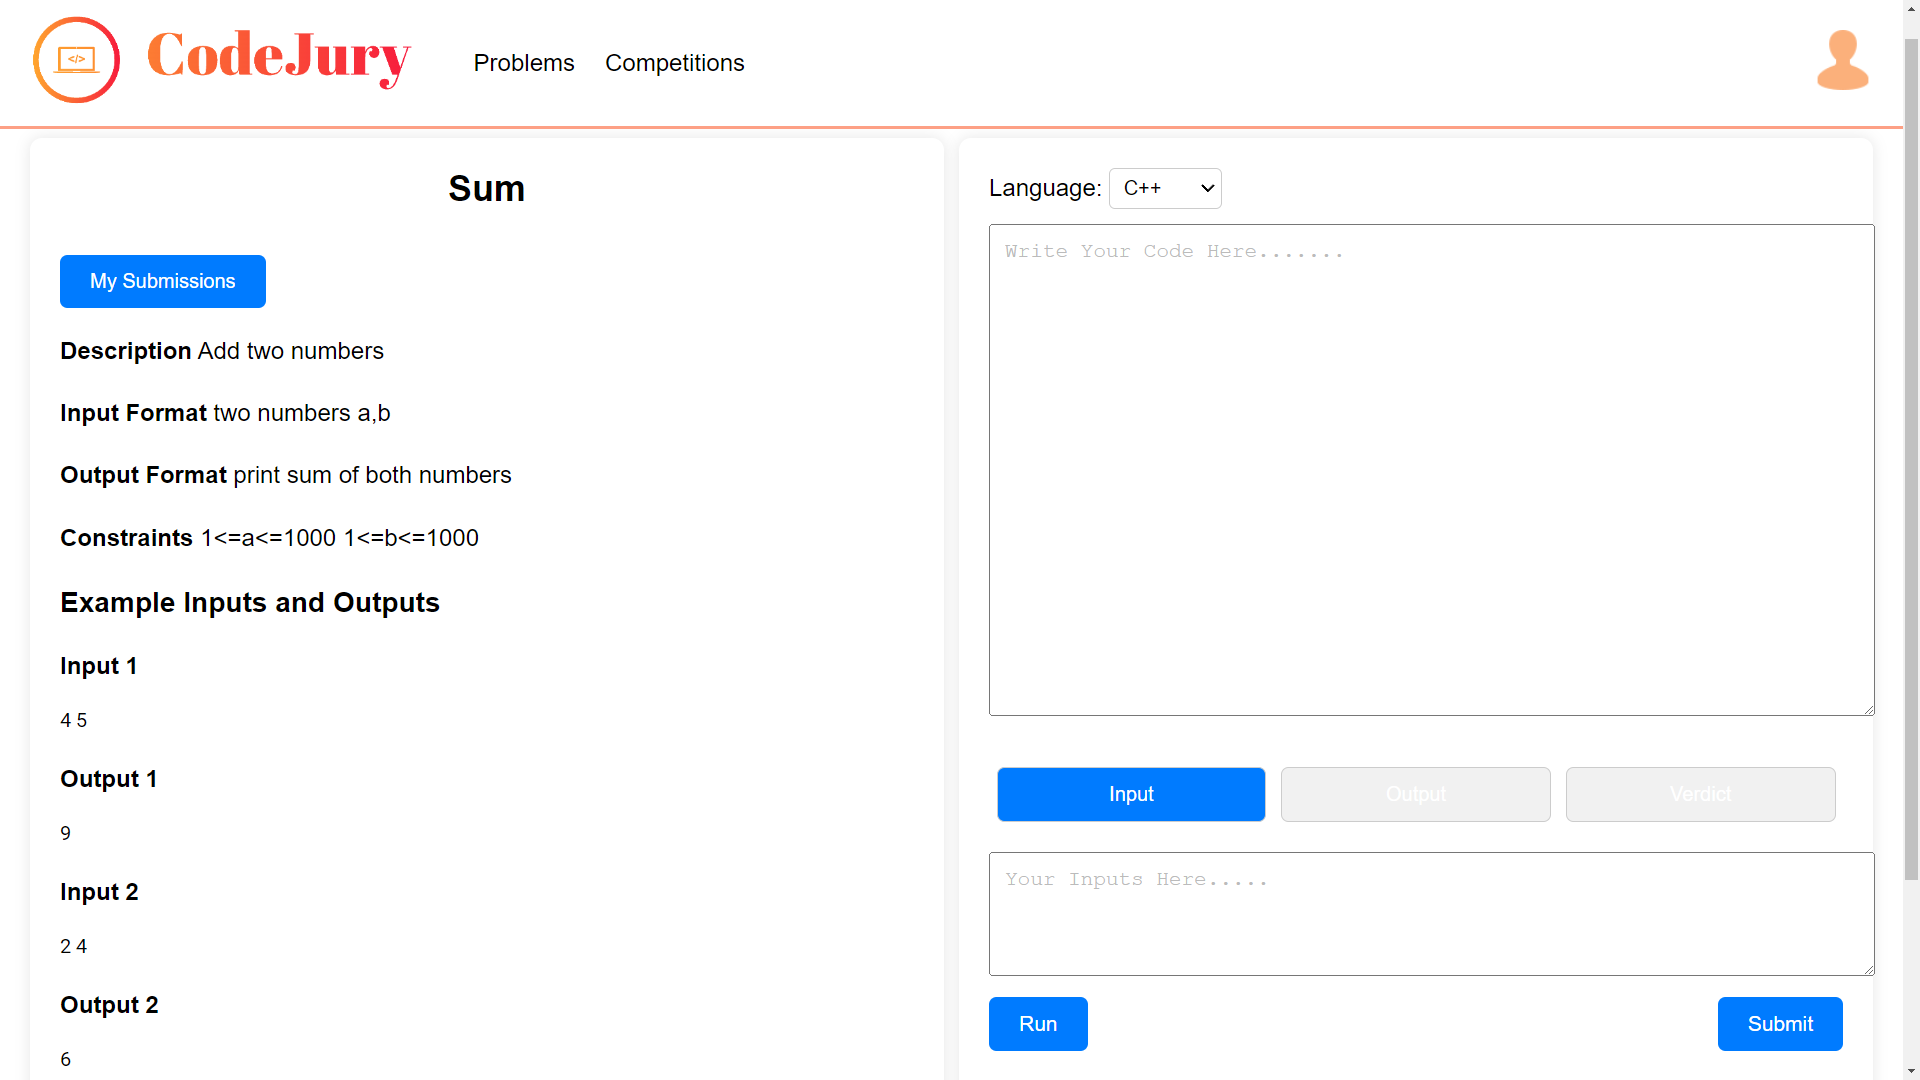 </>
CodeJury
Problems
Competitions
Sum
My Submissions
Description Add two numbers
Input Format two numbers a,b
Output Format print sum of both numbers
Constraints 1<=a<=1000 1<=b<=1000
Example Inputs and Outputs
Input 1
4 5
Output 1
9
Input 2
2 4
Output 2
6
Language: C++
Write Your Code Here.......
Input
Output
Verdict
Your Inputs Here.....
Run
Submit